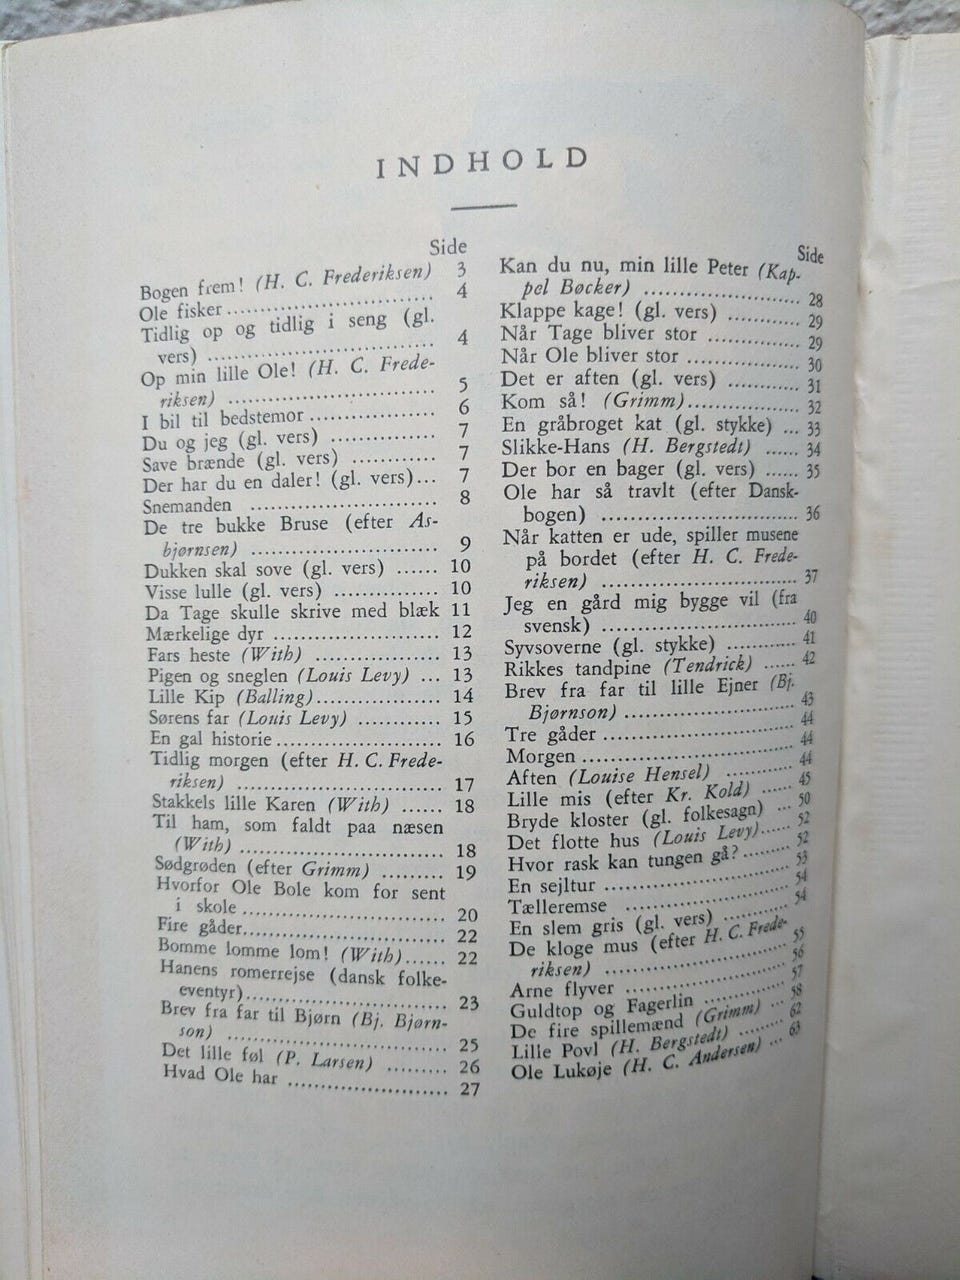 INDHOLD
Side
Bogen frem! (H. C. Frederiksen) 3
Ole fisker .................... 4
Tidlig op og tidlig i seng (gl.
vers) .................... 4
Op min lille Ole! (H. C. Frede-
riksen) .................... 5
I bil til bedstemor .................... 6
Du og jeg (gl. vers) .................... 7
Save brænde (gl. vers) .................... 7
Der har du en daler! (gl. vers)... 7
Snemanden .................... 8
De tre bukke Bruse (efter As-
bjørnsen) .................... 9
Dukken skal sove (gl. vers) ...... 10
Visse lulle (gl. vers) .................... 10
Da Tage skulle skrive med blæk 11
Mærkelige dyr .................... 12
Fars heste (With) .................... 13
Pigen og sneglen (Louis Levy) ... 13
Lille Kip (Balling) .................... 14
Sørens far (Louis Levy) ............ 15
En gal historie .................... 16
Tidlig morgen (efter H. C. Frede-
riksen) .................... 17
Stakkels lille Karen (With) ...... 18
Til ham, som faldt paa næsen
(With) .................... 18
Sødgrøden (efter Grimm) ......... 19
Hvorfor Ole Bole kom for sent
i skole .................... 20
Fire gåder .................... 22
Bomme lomme lom! (With)...... 22
Hanens romerrejse (dansk folke-
eventyr) .................... 23
Brev fra far til Bjørn (Bj. Bjørn-
son) .................... 25
Det lille føl (P. Larsen) ......... 26
Hvad Ole har .................... 27
Side
Kan du nu, min lille Peter (Kap-
pel Bøcker) .................... 28
Klappe kage! (gl. vers) ............ 29
Når Tage bliver stor .................... 29
Når Ole bliver stor .................... 30
Det er aften (gl. vers) ............ 31
Kom så! (Grimm) .................... 32
En gråbroget kat (gl. stykke) ... 33
Slikke-Hans (H. Bergstedt) ...... 34
Der bor en bager (gl. vers) ...... 35
Ole har så travlt (efter Dansk-
bogen) .................... 36
Når katten er ude, spiller musene
på bordet (efter H. C. Frede-
riksen) .................... 37
Jeg en gård mig bygge vil (fra
svensk) .................... 40
Syvsoverne (gl. stykke) ............ 41
Rikkes tandpine (Tendrick) ...... 42
Brev fra far til lille Ejner (Bj.
Bjørnson) .................... 43
Tre gåder .................... 44
Morgen .................... 44
Aften (Louise Hensel) ............ 44
Lille mis (efter Kr. Kold) ...... 45
Bryde kloster (gl. folkesagn) ... 50
Det flotte hus (Louis Levy)...... 52
Hvor rask kan tungen gå? ......... 52
En sejltur .................... 53
Tælleremse .................... 54
En slem gris (gl. vers) ............ 54
De kloge mus (efter H. C. Frede-
riksen) .................... 55
Arne flyver .................... 56
Guldtop og Fagerlin ............ 57
De fire spillemænd (Grimm) ... 58
Lille Povl (H. Bergstedt) ......... 62
Ole Lukøje (H. C. Andersen) ... 63